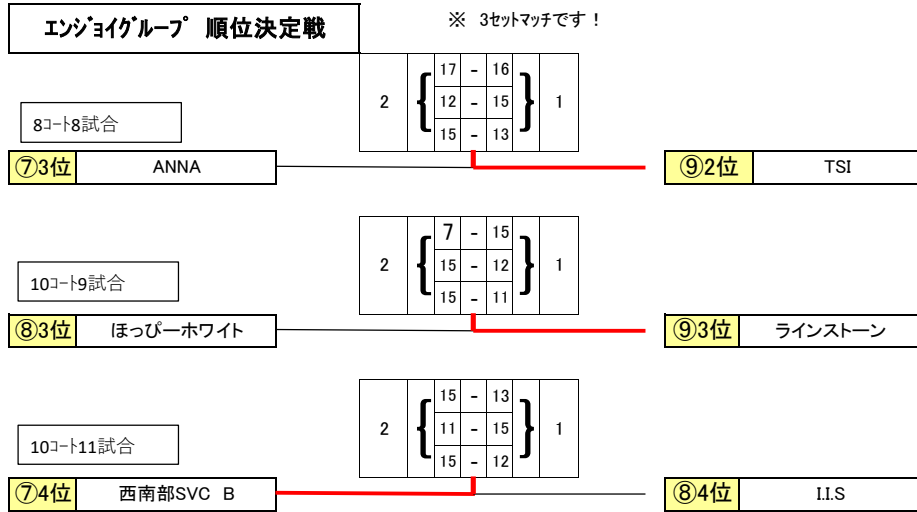 エンジョイグループ 順位決定戦
※ 3セットマッチです！
17 - 16
2 { 12 - 15 } 1
15 - 13
8コート8試合
⑦3位 ANNA ⑨2位 TSI
7 - 15
2 { 15 - 12 } 1
15 - 11
10コート9試合
⑧3位 ほっぴーホワイト ⑨3位 ラインストーン
15 - 13
2 { 11 - 15 } 1
15 - 12
10コート11試合
⑦4位 西南部SVC B ⑧4位 I.I.S